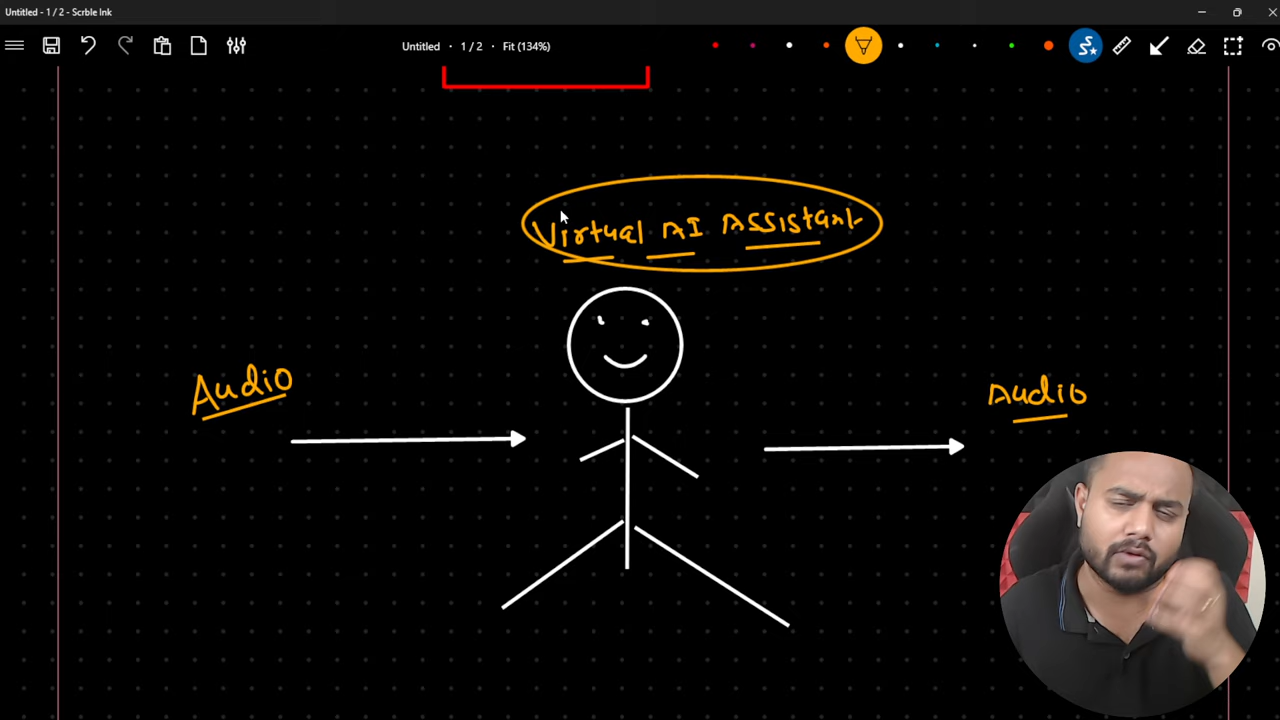 Untitled - 1 / 2 - Scrble Ink
Untitled · 1 / 2 · Fit (134%)
Virtual AI Assistant
Audio
Audio